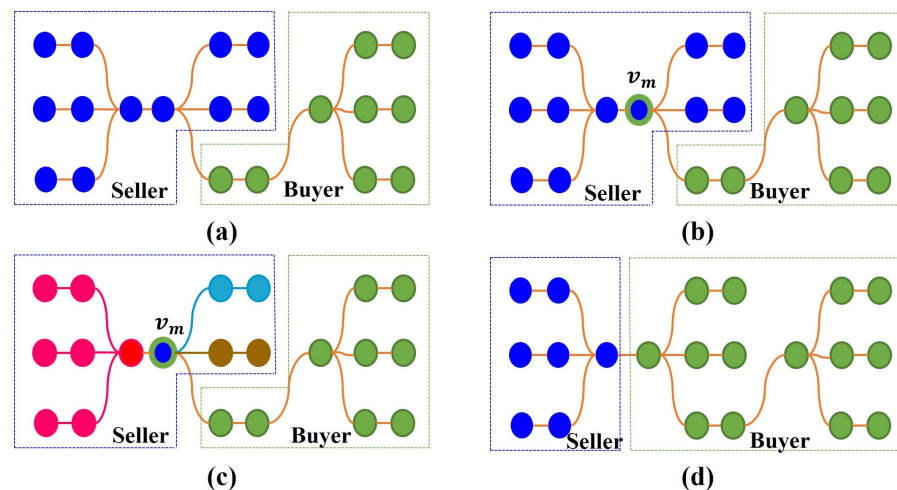 Seller
Buyer
(a)
v_m
Seller
Buyer
(b)
v_m
Seller
Buyer
(c)
Seller
Buyer
(d)